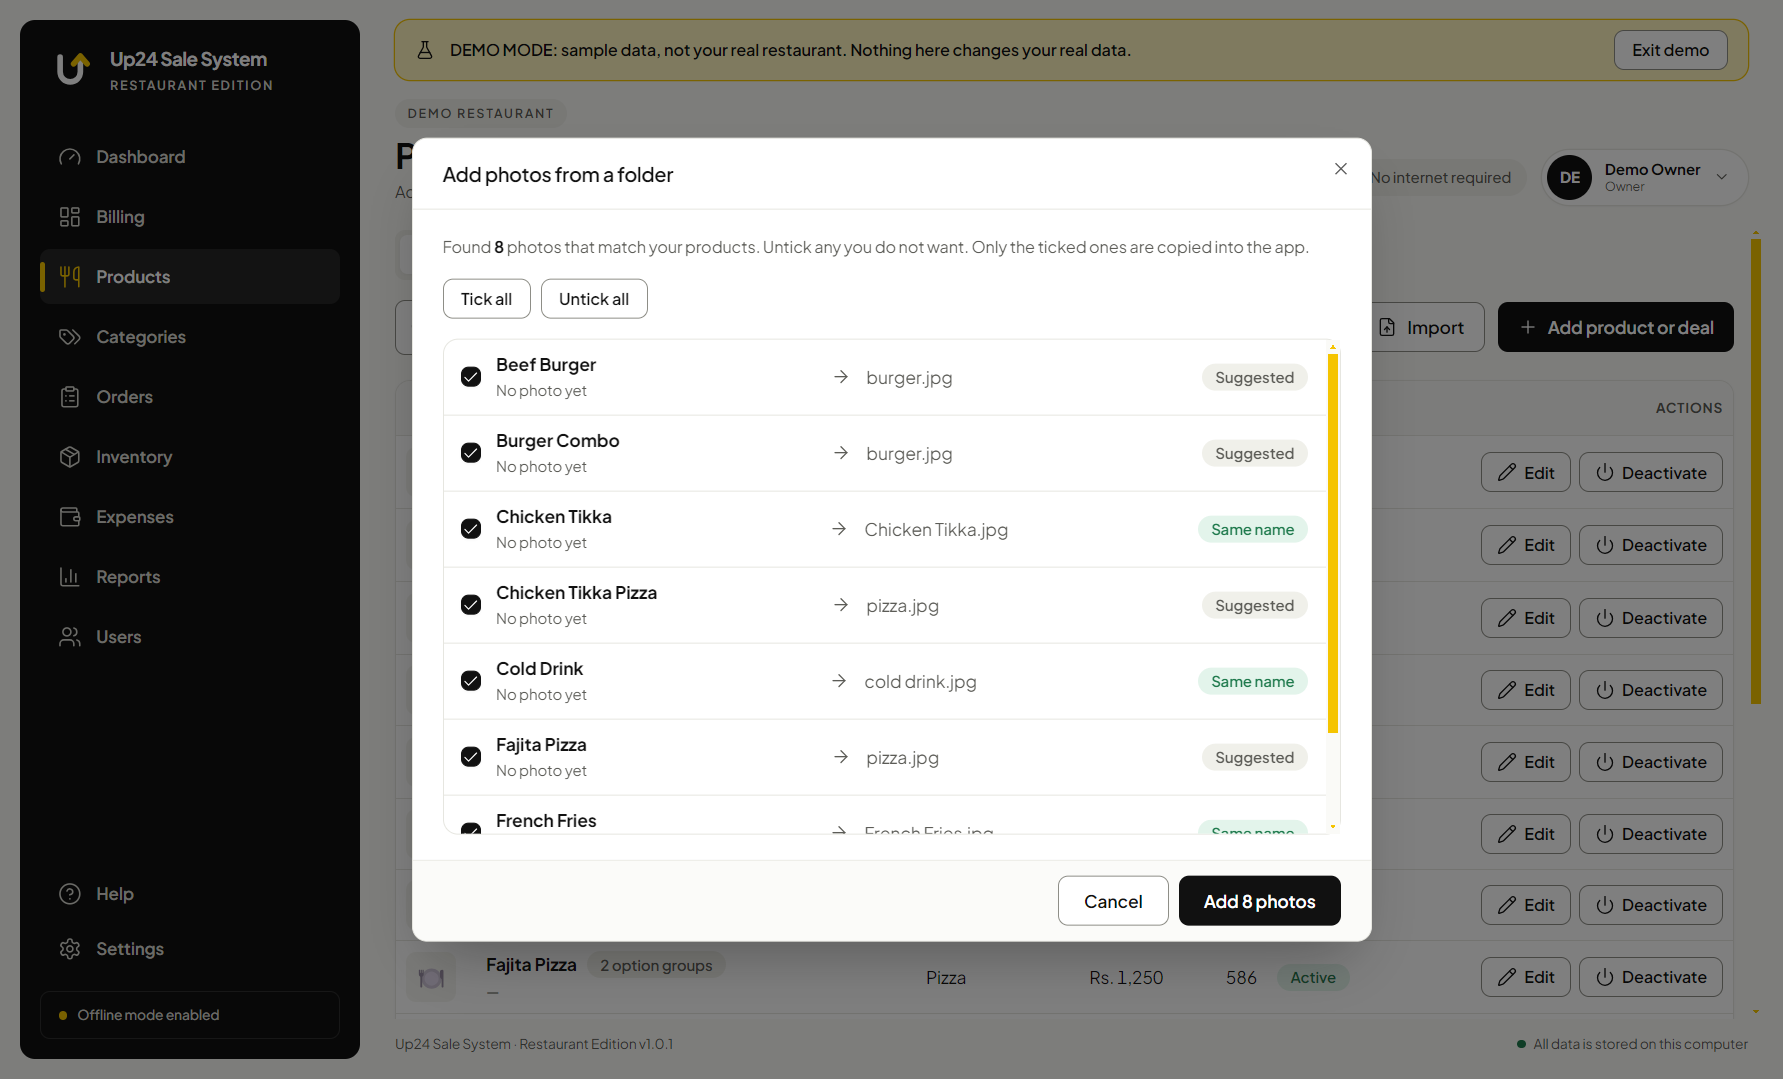 Up24 Sale System
RESTAURANT EDITION
Dashboard
Billing
Products
Categories
Orders
Inventory
Expenses
Reports
Users
Help
Settings
Offline mode enabled
DEMO MODE: sample data, not your real restaurant. Nothing here changes your real data.
Exit demo
DEMO RESTAURANT
No internet required
DE
Demo Owner
Owner
Import
+ Add product or deal
ACTIONS
Edit Deactivate
Edit Deactivate
Edit Deactivate
Edit Deactivate
Edit Deactivate
Edit Deactivate
Edit Deactivate
Add photos from a folder
Found 8 photos that match your products. Untick any you do not want. Only the ticked ones are copied into the app.
Tick all Untick all
Beef Burger → burger.jpg Suggested
No photo yet
Burger Combo → burger.jpg Suggested
No photo yet
Chicken Tikka → Chicken Tikka.jpg Same name
No photo yet
Chicken Tikka Pizza → pizza.jpg Suggested
No photo yet
Cold Drink → cold drink.jpg Same name
No photo yet
Fajita Pizza → pizza.jpg Suggested
No photo yet
French Fries → French Fries.jpg Same name
Cancel Add 8 photos
Fajita Pizza 2 option groups Pizza Rs. 1,250 586 Active Edit Deactivate
—
Up24 Sale System · Restaurant Edition v1.0.1
All data is stored on this computer